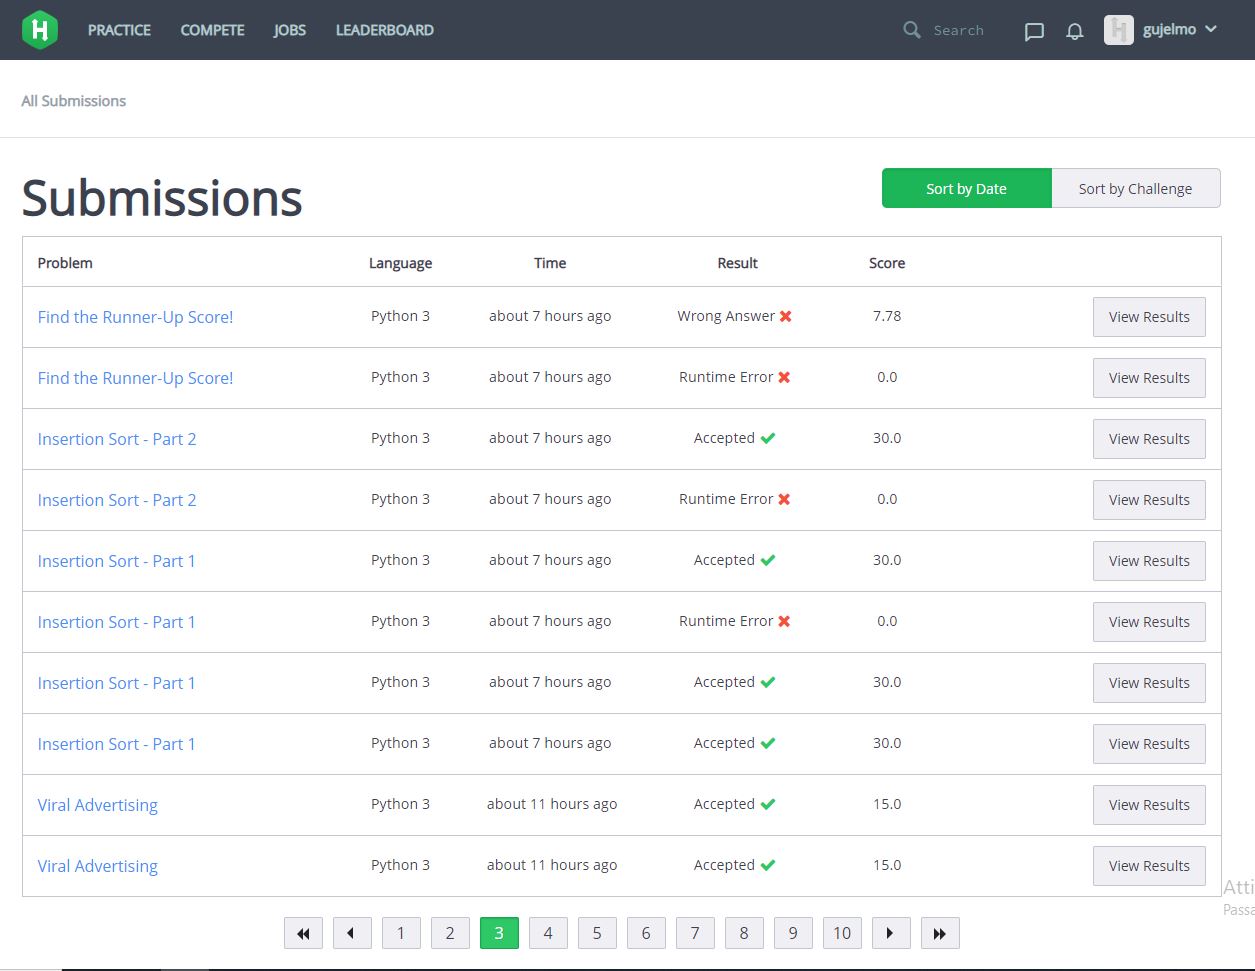 PRACTICE COMPETE JOBS LEADERBOARD Search gujelmo
All Submissions
Submissions
Sort by Date Sort by Challenge
Problem Language Time Result Score
Find the Runner-Up Score! Python 3 about 7 hours ago Wrong Answer 7.78 View Results
Find the Runner-Up Score! Python 3 about 7 hours ago Runtime Error 0.0 View Results
Insertion Sort - Part 2 Python 3 about 7 hours ago Accepted 30.0 View Results
Insertion Sort - Part 2 Python 3 about 7 hours ago Runtime Error 0.0 View Results
Insertion Sort - Part 1 Python 3 about 7 hours ago Accepted 30.0 View Results
Insertion Sort - Part 1 Python 3 about 7 hours ago Runtime Error 0.0 View Results
Insertion Sort - Part 1 Python 3 about 7 hours ago Accepted 30.0 View Results
Insertion Sort - Part 1 Python 3 about 7 hours ago Accepted 30.0 View Results
Viral Advertising Python 3 about 11 hours ago Accepted 15.0 View Results
Viral Advertising Python 3 about 11 hours ago Accepted 15.0 View Results
Atti
Passa
1 2 3 4 5 6 7 8 9 10